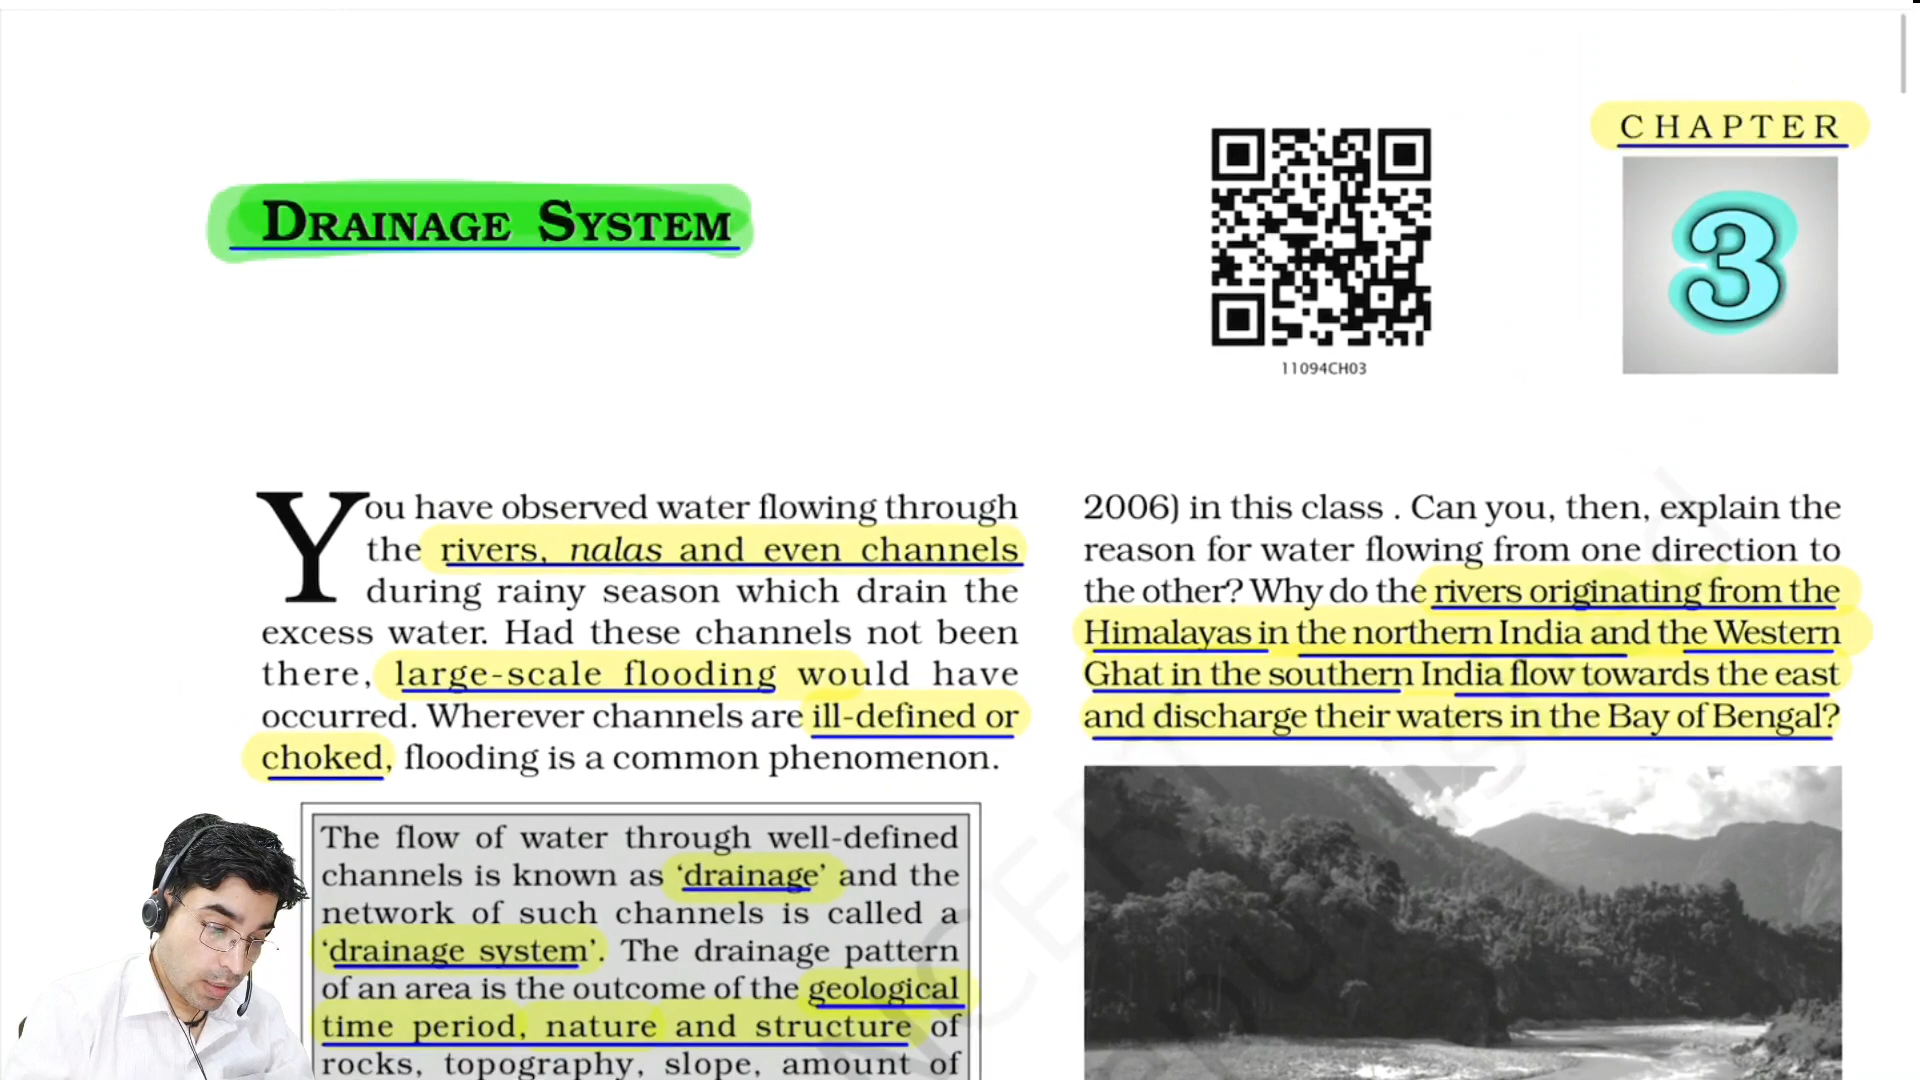 CHAPTER
3
DRAINAGE SYSTEM
11094CH03
You have observed water flowing through
the rivers, nalas and even channels
during rainy season which drain the
excess water. Had these channels not been
there, large-scale flooding would have
occurred. Wherever channels are ill-defined or
choked, flooding is a common phenomenon.
The flow of water through well-defined
channels is known as ‘drainage’ and the
network of such channels is called a
‘drainage system’. The drainage pattern
of an area is the outcome of the geological
time period, nature and structure of
rocks, topography, slope, amount of
2006) in this class . Can you, then, explain the
reason for water flowing from one direction to
the other? Why do the rivers originating from the
Himalayas in the northern India and the Western
Ghat in the southern India flow towards the east
and discharge their waters in the Bay of Bengal?